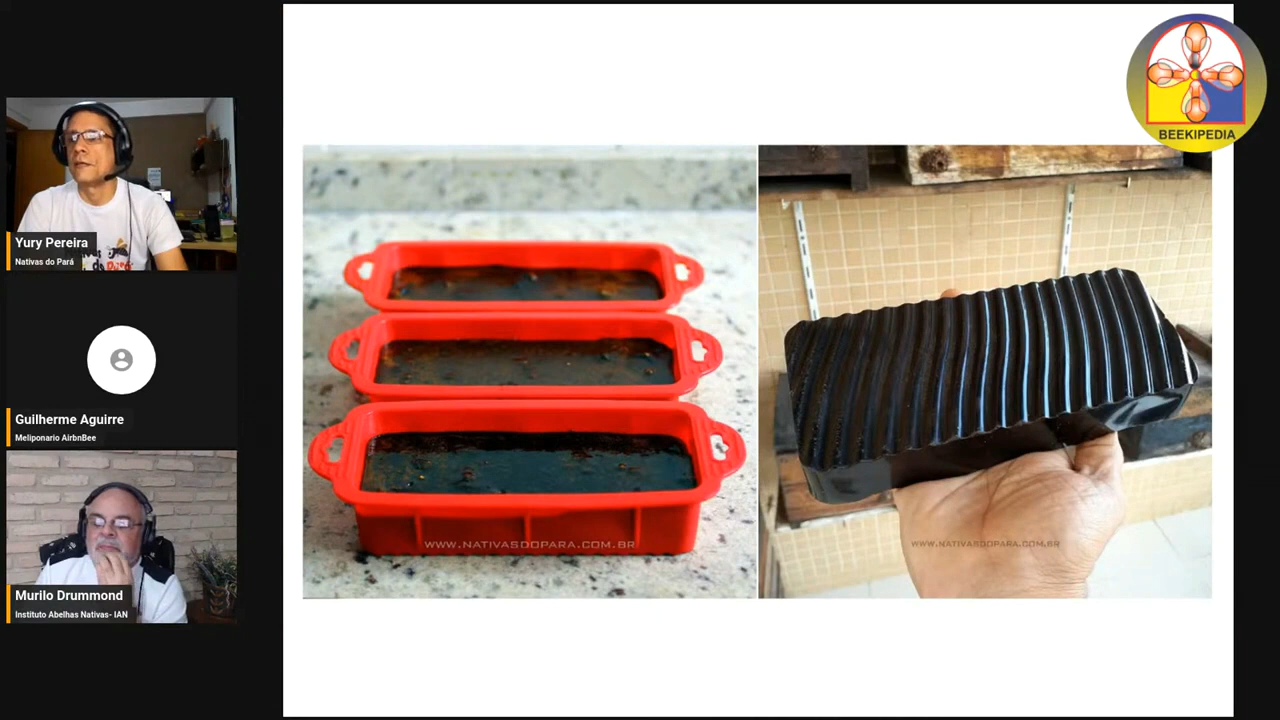 BEEKIPEDIA
Yury Pereira
Nativas do Pará
Guilherme Aguirre
Meliponario AirbnBee
Murilo Drummond
Instituto Abelhas Nativas- IAN
WWW.NATIVASDOPARA.COM.BR
WWW.NATIVASDOPARA.COM.BR